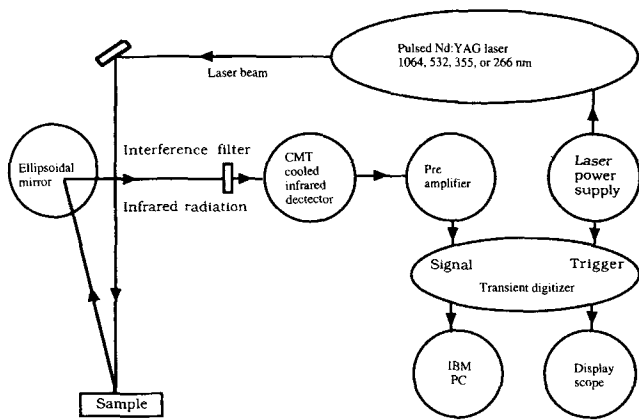 Pulsed Nd:YAG laser
1064, 532, 355, or 266 nm
Laser beam
Ellipsoidal
mirror
Interference filter
Infrared radiation
CMT
cooled
infrared
dectector
Pre
amplifier
Laser
power
supply
Signal
Trigger
Transient digitizer
IBM
PC
Display
scope
Sample